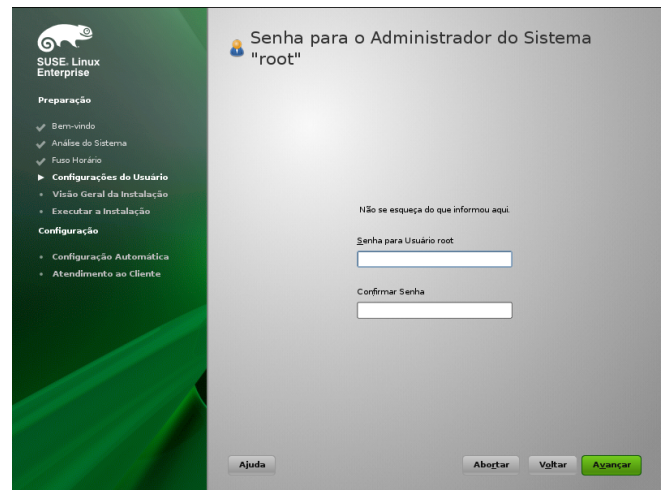 SUSE. Linux
Enterprise
Preparação
Bem-vindo
Análise do Sistema
Fuso Horário
Configurações do Usuário
Visão Geral da Instalação
Executar a Instalação
Configuração
Configuração Automática
Atendimento ao Cliente
Senha para o Administrador do Sistema
"root"
Não se esqueça do que informou aqui.
Senha para Usuário root
Confirmar Senha
Ajuda
Abortar
Voltar
Avançar